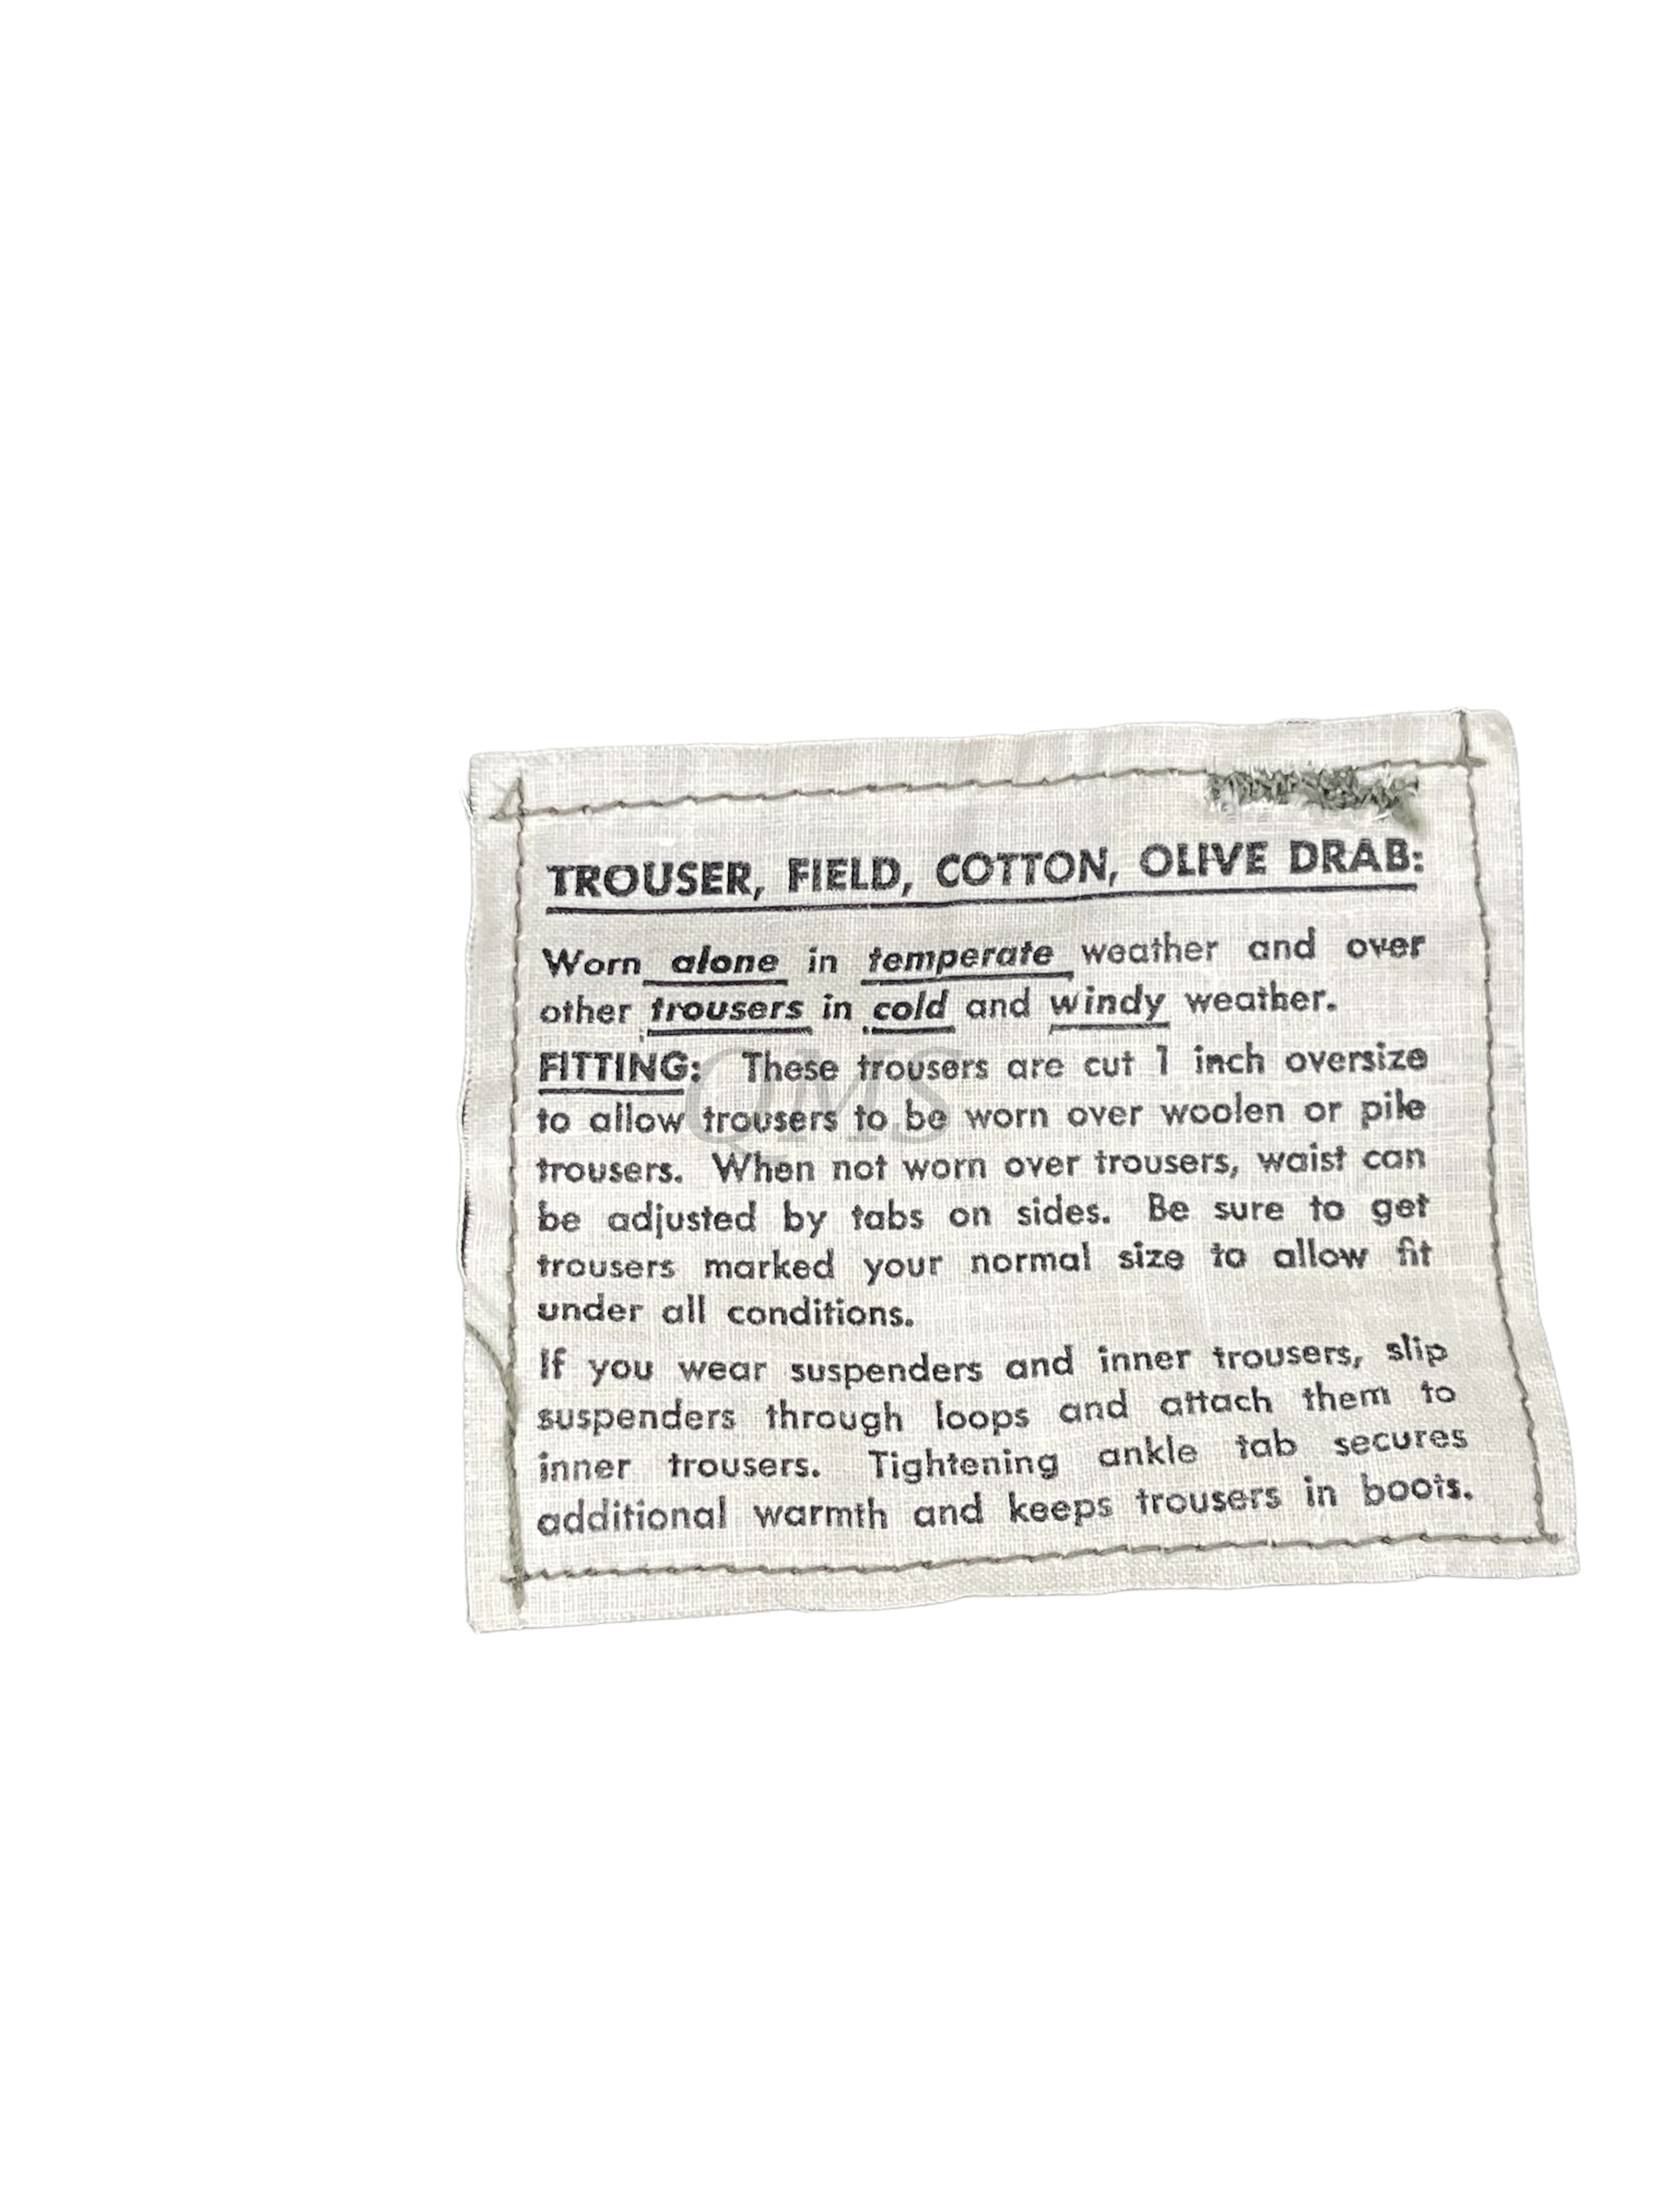 TROUSER, FIELD, COTTON, OLIVE DRAB:
Worn alone in temperate weather and over
other trousers in cold and windy weather.
FITTING: These trousers are cut 1 inch oversize
to allow trousers to be worn over woolen or pile
trousers. When not worn over trousers, waist can
be adjusted by tabs on sides. Be sure to get
trousers marked your normal size to allow fit
under all conditions.
If you wear suspenders and inner trousers, slip
suspenders through loops and attach them to
inner trousers. Tightening ankle tab secures
additional warmth and keeps trousers in boots.
QMS